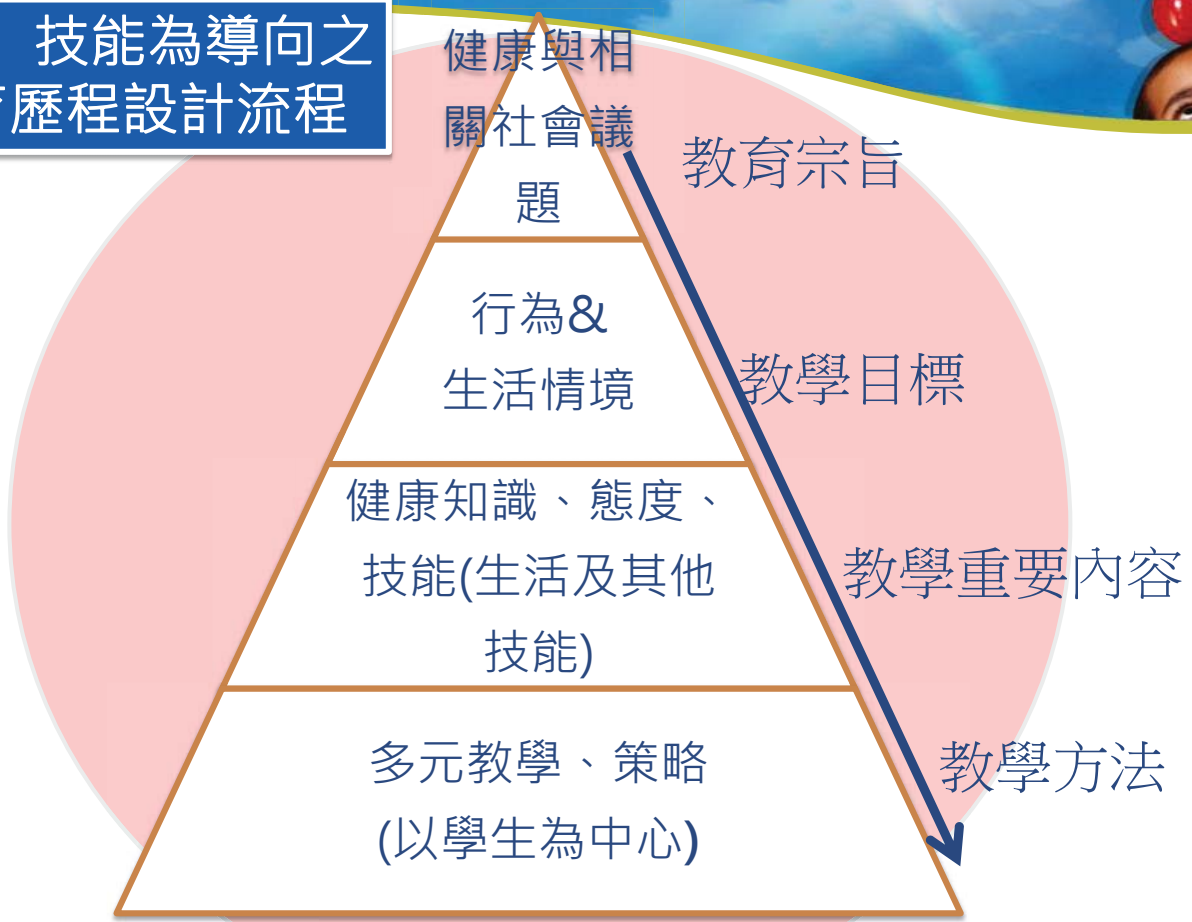 技能為導向之
歷程設計流程
健康與相
關社會議
題
教育宗旨
行為&
生活情境
教學目標
健康知識、態度、
技能(生活及其他
技能)
教學重要內容
多元教學、策略
(以學生為中心)
教學方法